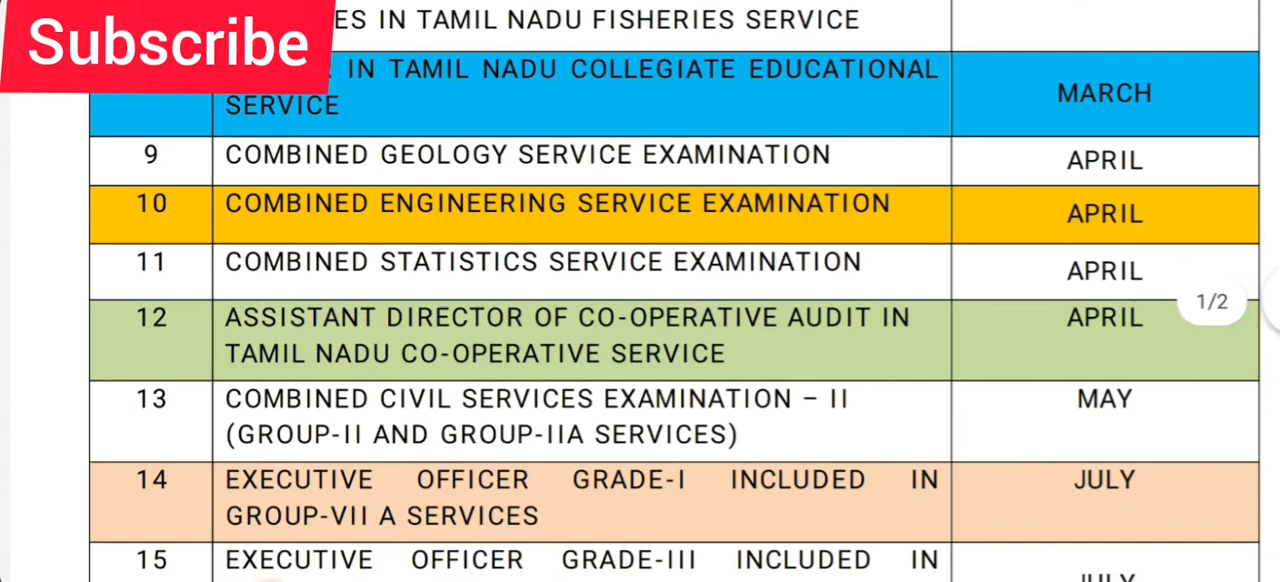 Subscribe
ES IN TAMIL NADU FISHERIES SERVICE
IN TAMIL NADU COLLEGIATE EDUCATIONAL
SERVICE
MARCH
9 COMBINED GEOLOGY SERVICE EXAMINATION APRIL
10 COMBINED ENGINEERING SERVICE EXAMINATION APRIL
11 COMBINED STATISTICS SERVICE EXAMINATION APRIL
1/2
12 ASSISTANT DIRECTOR OF CO-OPERATIVE AUDIT IN APRIL
TAMIL NADU CO-OPERATIVE SERVICE
13 COMBINED CIVIL SERVICES EXAMINATION – II MAY
(GROUP-II AND GROUP-IIA SERVICES)
14 EXECUTIVE OFFICER GRADE-I INCLUDED IN JULY
GROUP-VII A SERVICES
15 EXECUTIVE OFFICER GRADE-III INCLUDED IN
JULY